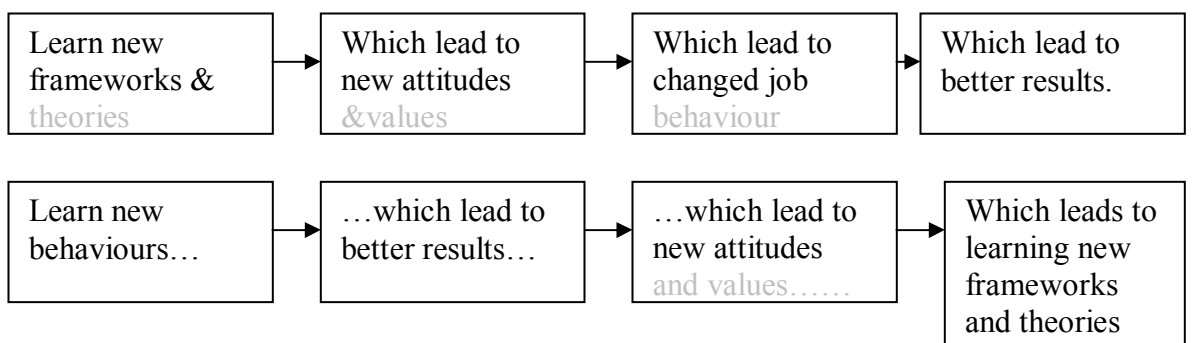 Learn new
frameworks &
theories
Which lead to
new attitudes
&values
Which lead to
changed job
behaviour
Which lead to
better results.
Learn new
behaviours…
…which lead to
better results…
…which lead to
new attitudes
and values……
Which leads to
learning new
frameworks
and theories